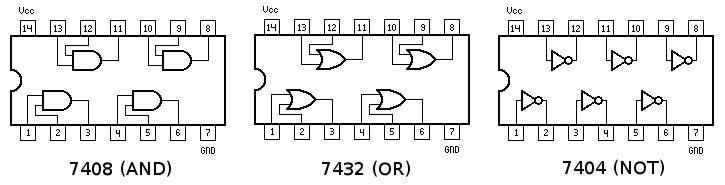 Vcc Vcc Vcc
14 13 12 11 10 9 8 14 13 12 11 10 9 8 14 13 12 11 10 9 8
1 2 3 4 5 6 7 1 2 3 4 5 6 7 1 2 3 4 5 6 7
GND GND GND
7408 (AND) 7432 (OR) 7404 (NOT)